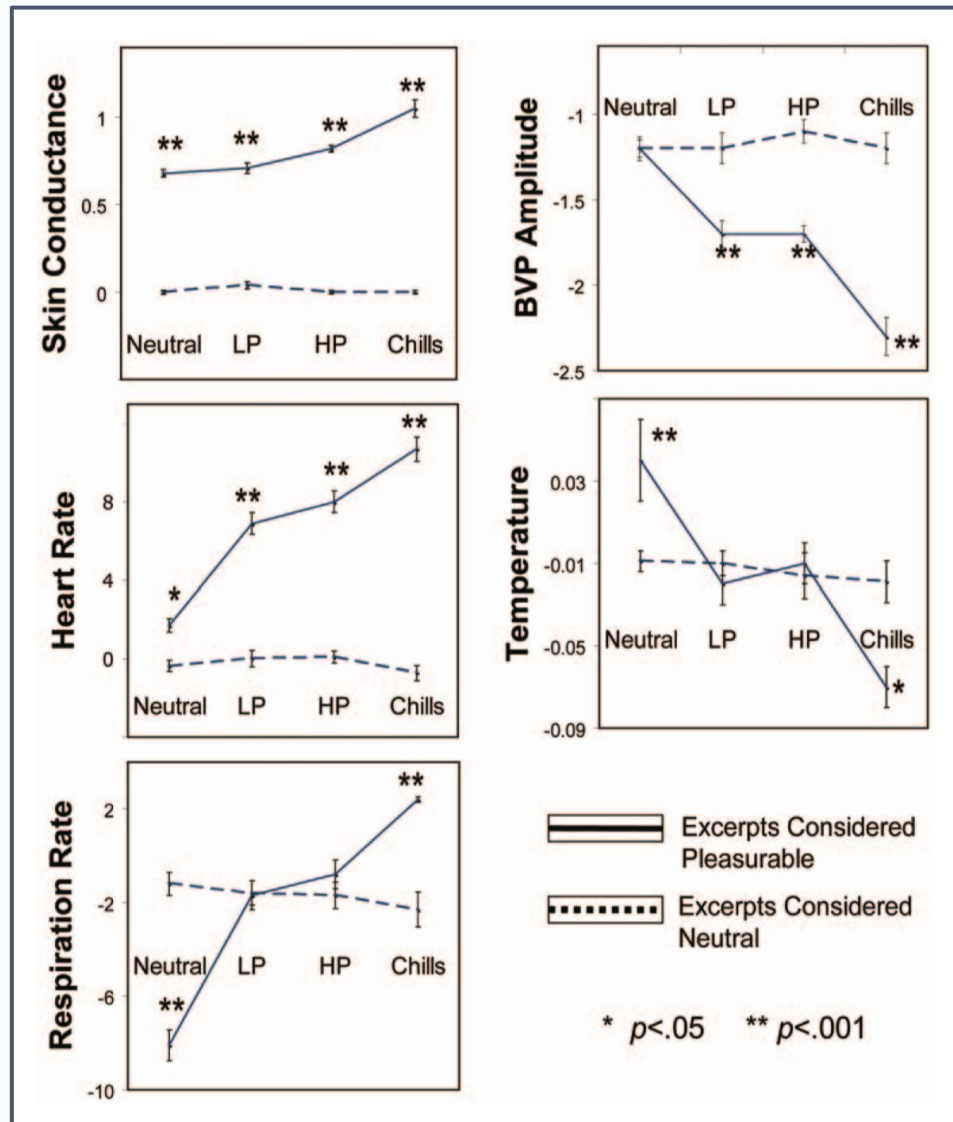 Skin Conductance
1
0.5
0
** ** ** **
Neutral LP HP Chills
BVP Amplitude
Neutral LP HP Chills
-1
-1.5
-2
-2.5
** ** **
Heart Rate
8
4
0
* ** ** **
Neutral LP HP Chills
Temperature
0.03
-0.01
-0.05
-0.09
** *
Neutral LP HP Chills
Respiration Rate
2
-2
-6
-10
** **
Neutral LP HP Chills
Excerpts Considered
Pleasurable
Excerpts Considered
Neutral
* p<.05 ** p<.001